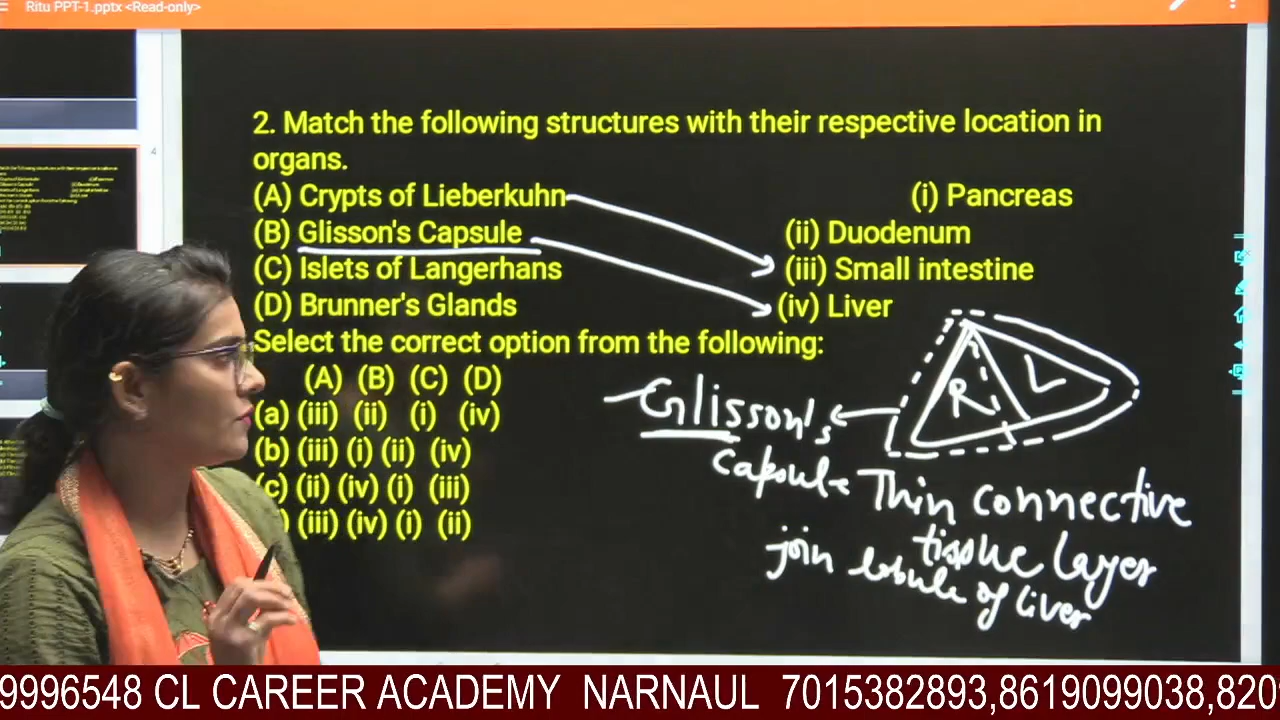 Ritu PPT-1.pptx <Read-only>
4
2. Match the following structures with their respective location in
organs.
(A) Crypts of Lieberkuhn (i) Pancreas
(B) Glisson's Capsule (ii) Duodenum
(C) Islets of Langerhans (iii) Small intestine
(D) Brunner's Glands (iv) Liver
Select the correct option from the following:
(A) (B) (C) (D)
(a) (iii) (ii) (i) (iv)
(b) (iii) (i) (ii) (iv)
(c) (ii) (iv) (i) (iii)
) (iii) (iv) (i) (ii)
R L
Glisson's
Capsule Thin connective
tissue layer
join lobule of liver
9996548 CL CAREER ACADEMY NARNAUL 7015382893,8619099038,820